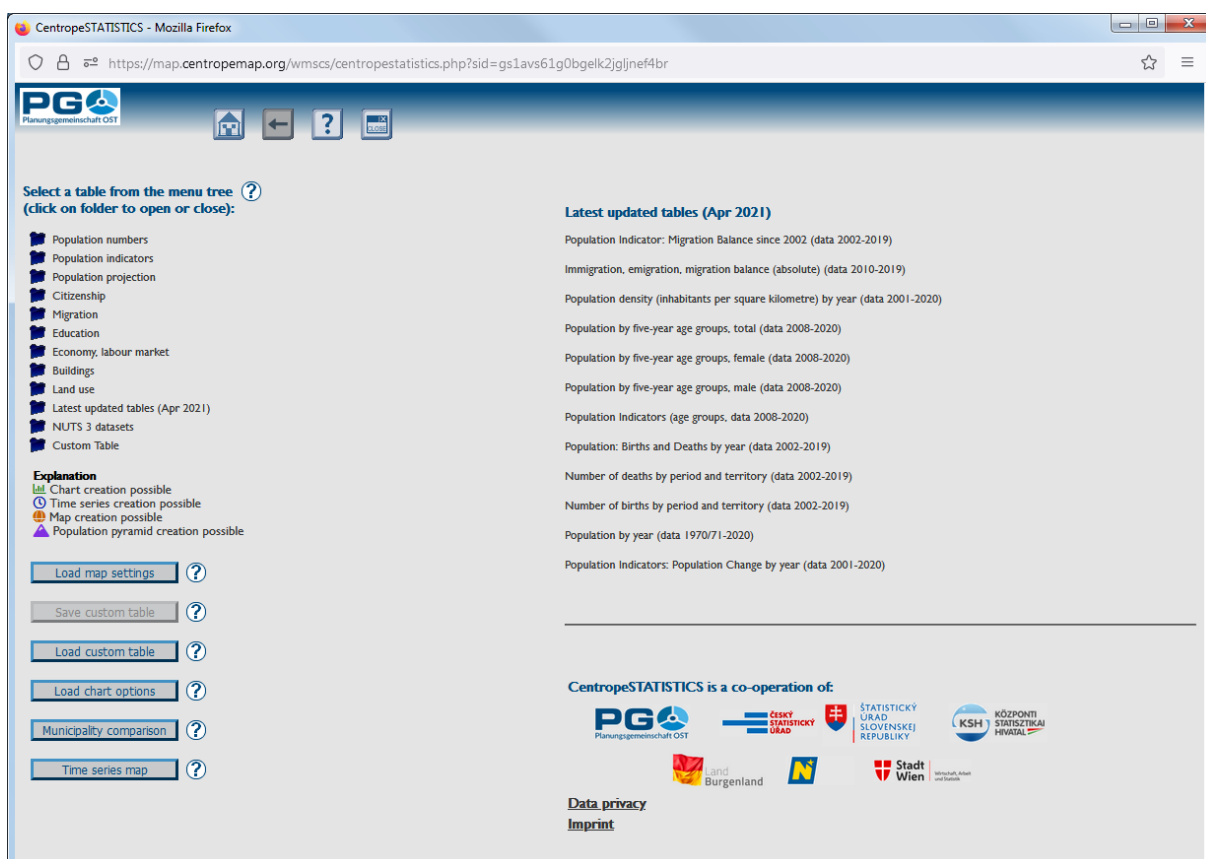 CentropeSTATISTICS - Mozilla Firefox
https://map.centropemap.org/wmscs/centropestatistics.php?sid=gs1avs61g0bgelk2jgljnef4br
PGO
Planungsgemeinschaft OST
?
CLOSE
Select a table from the menu tree ?
(click on folder to open or close):
Population numbers
Population indicators
Population projection
Citizenship
Migration
Education
Economy, labour market
Buildings
Land use
Latest updated tables (Apr 2021)
NUTS 3 datasets
Custom Table
Explanation
Chart creation possible
Time series creation possible
Map creation possible
Population pyramid creation possible
Load map settings ?
Save custom table ?
Load custom table ?
Load chart options ?
Municipality comparison ?
Time series map ?
Latest updated tables (Apr 2021)
Population Indicator: Migration Balance since 2002 (data 2002-2019)
Immigration, emigration, migration balance (absolute) (data 2010-2019)
Population density (inhabitants per square kilometre) by year (data 2001-2020)
Population by five-year age groups, total (data 2008-2020)
Population by five-year age groups, female (data 2008-2020)
Population by five-year age groups, male (data 2008-2020)
Population Indicators (age groups, data 2008-2020)
Population: Births and Deaths by year (data 2002-2019)
Number of deaths by period and territory (data 2002-2019)
Number of births by period and territory (data 2002-2019)
Population by year (data 1970/71-2020)
Population Indicators: Population Change by year (data 2001-2020)
CentropeSTATISTICS is a co-operation of:
PGO
Planungsgemeinschaft OST
ČESKÝ
STATISTICKÝ
ÚŘAD
ŠTATISTICKÝ
ÚRAD
SLOVENSKEJ
REPUBLIKY
KSH
KÖZPONTI
STATISZTIKAI
HIVATAL
Land
Burgenland
N
Stadt
Wien
Wirtschaft, Arbeit
und Statistik
Data privacy
Imprint